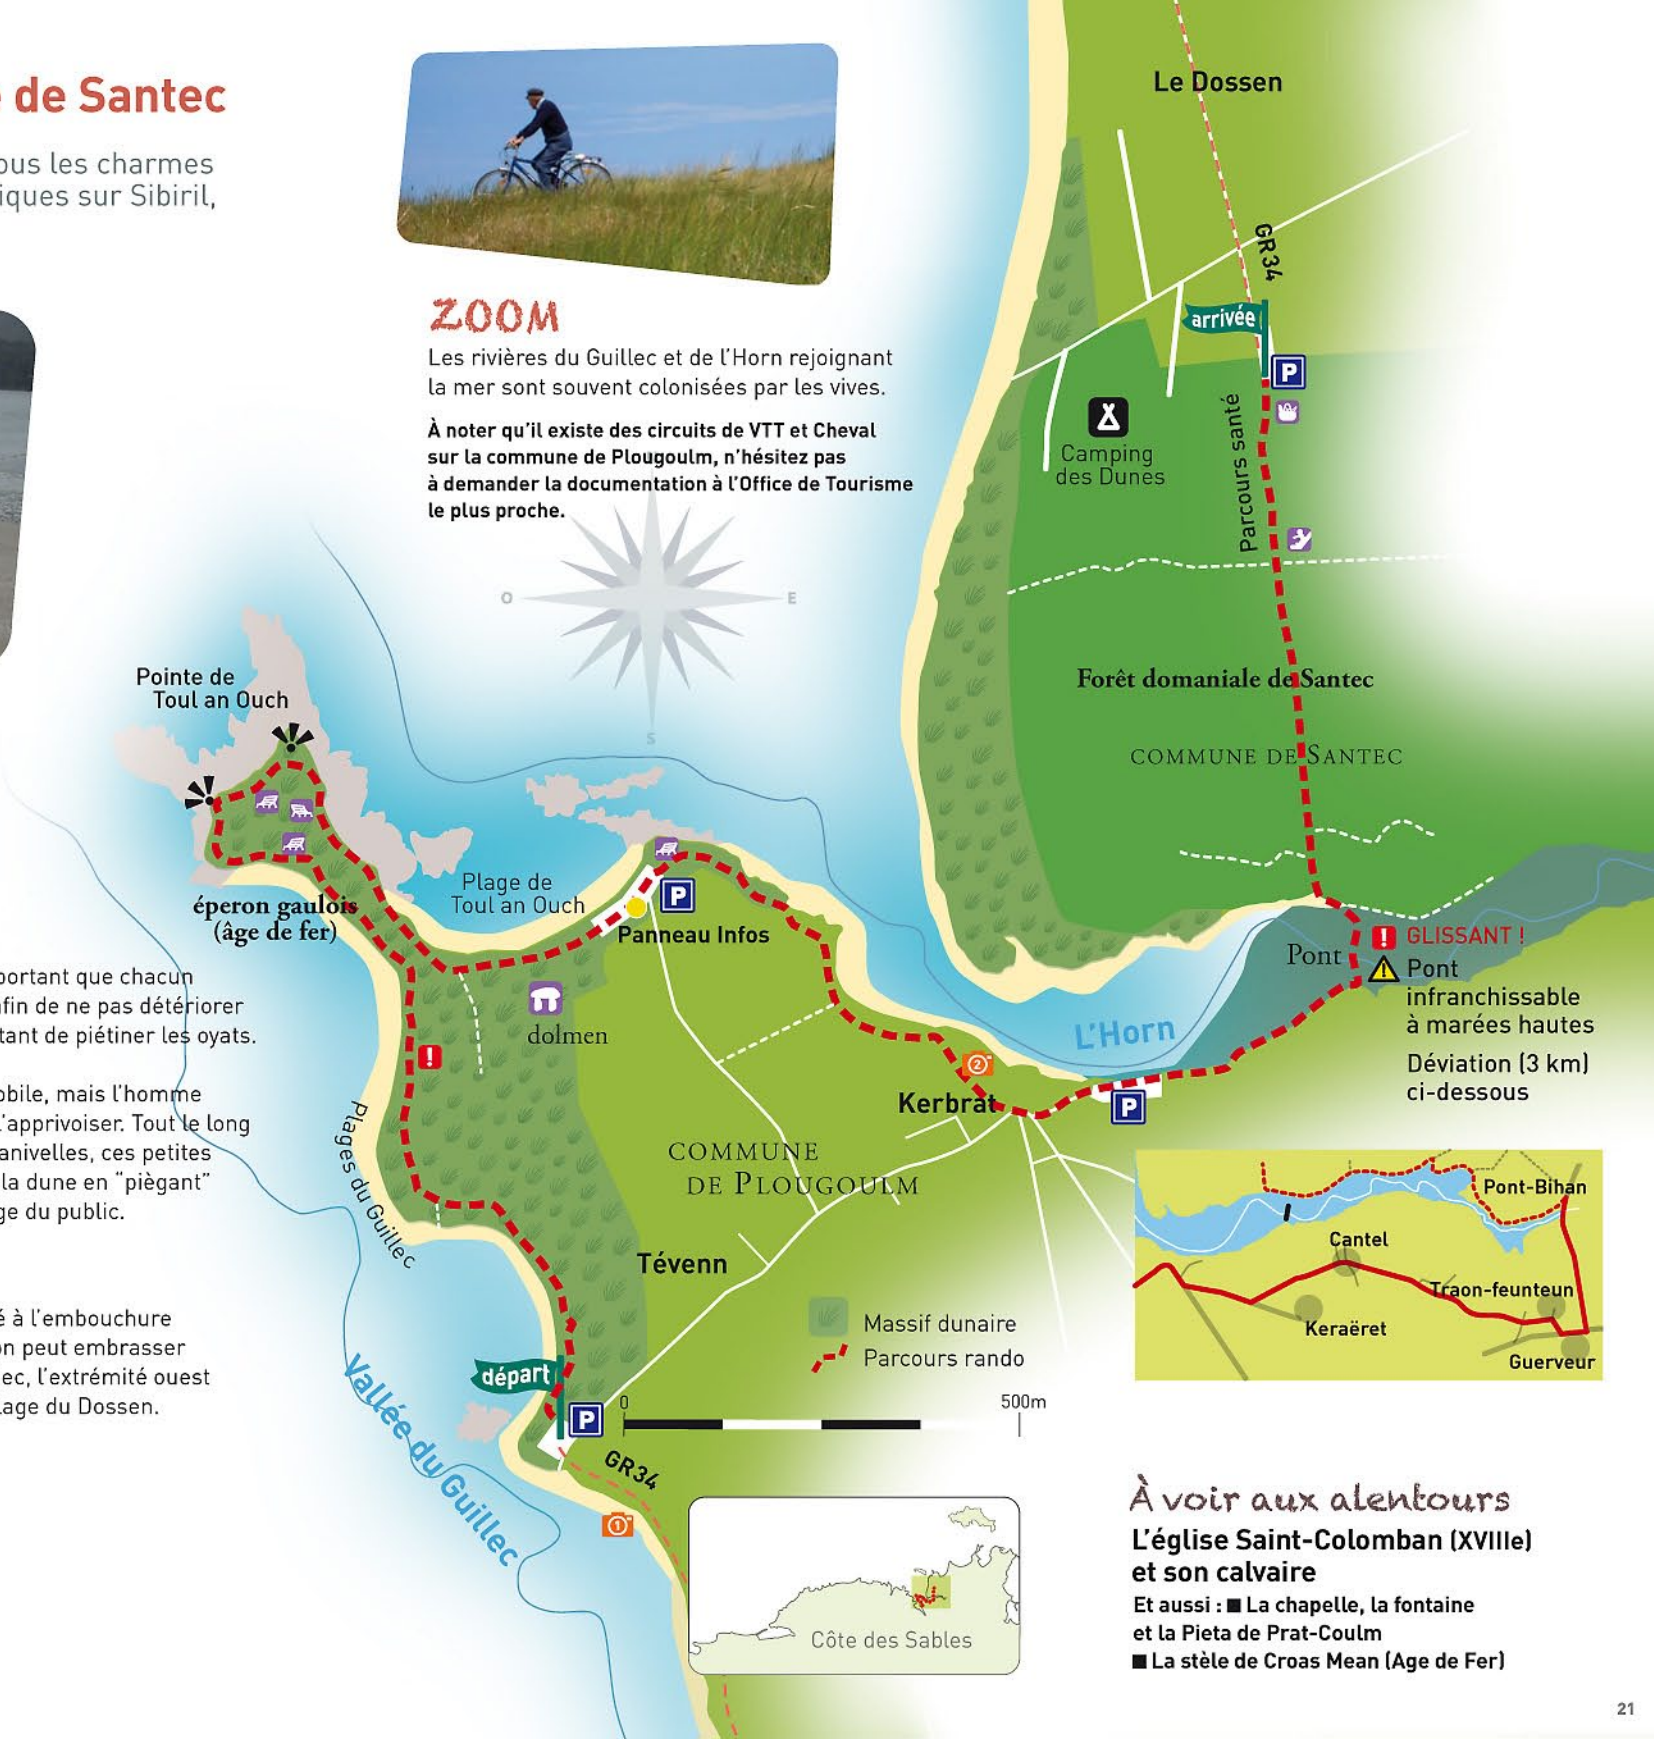 de Santec
ous les charmes
iques sur Sibiril,
ZOOM
Les rivières du Guillec et de l'Horn rejoignant
la mer sont souvent colonisées par les vives.
À noter qu'il existe des circuits de VTT et Cheval
sur la commune de Plougoulm, n'hésitez pas
à demander la documentation à l'Office de Tourisme
le plus proche.
O
E
S
Le Dossen
GR34
arrivée
P
Parcours santé
Camping
des Dunes
Forêt domaniale de Santec
COMMUNE DE SANTEC
Pointe de
Toul an Ouch
éperon gaulois
(âge de fer)
Plage de
Toul an Ouch
P
Panneau Infos
dolmen
!
Plages du Guillec
Pont
! GLISSANT !
! Pont
infranchissable
à marées hautes
Déviation (3 km)
ci-dessous
L'Horn
2
Kerbrat
P
COMMUNE
DE PLOUGOULM
Tévenn
portant que chacun
afin de ne pas détériorer
tant de piétiner les oyats.
obile, mais l'homme
l'apprivoiser. Tout le long
anivelles, ces petites
la dune en "piègant"
ge du public.
é à l'embouchure
on peut embrasser
ec, l'extrémité ouest
lage du Dossen.
Pont-Bihan
Cantel
Traon-feunteun
Keraëret
Guerveur
Massif dunaire
Parcours rando
0
500m
départ
P
GR34
1
Vallée du Guillec
Côte des Sables
À voir aux alentours
L'église Saint-Colomban (XVIIIe)
et son calvaire
Et aussi : ■ La chapelle, la fontaine
et la Pieta de Prat-Coulm
■ La stèle de Croas Mean (Age de Fer)
21